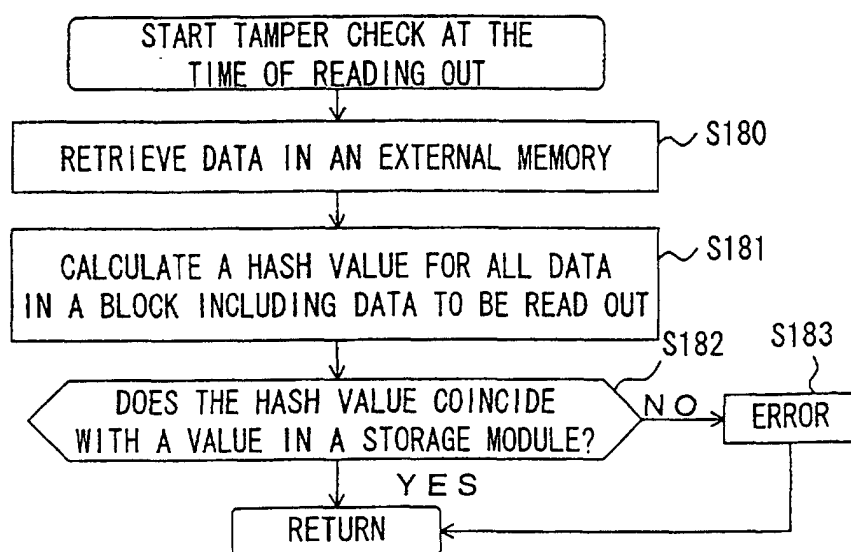 START TAMPER CHECK AT THE
TIME OF READING OUT
S180
RETRIEVE DATA IN AN EXTERNAL MEMORY
S181
CALCULATE A HASH VALUE FOR ALL DATA
IN A BLOCK INCLUDING DATA TO BE READ OUT
S182
S183
DOES THE HASH VALUE COINCIDE
WITH A VALUE IN A STORAGE MODULE?
NO
ERROR
YES
RETURN